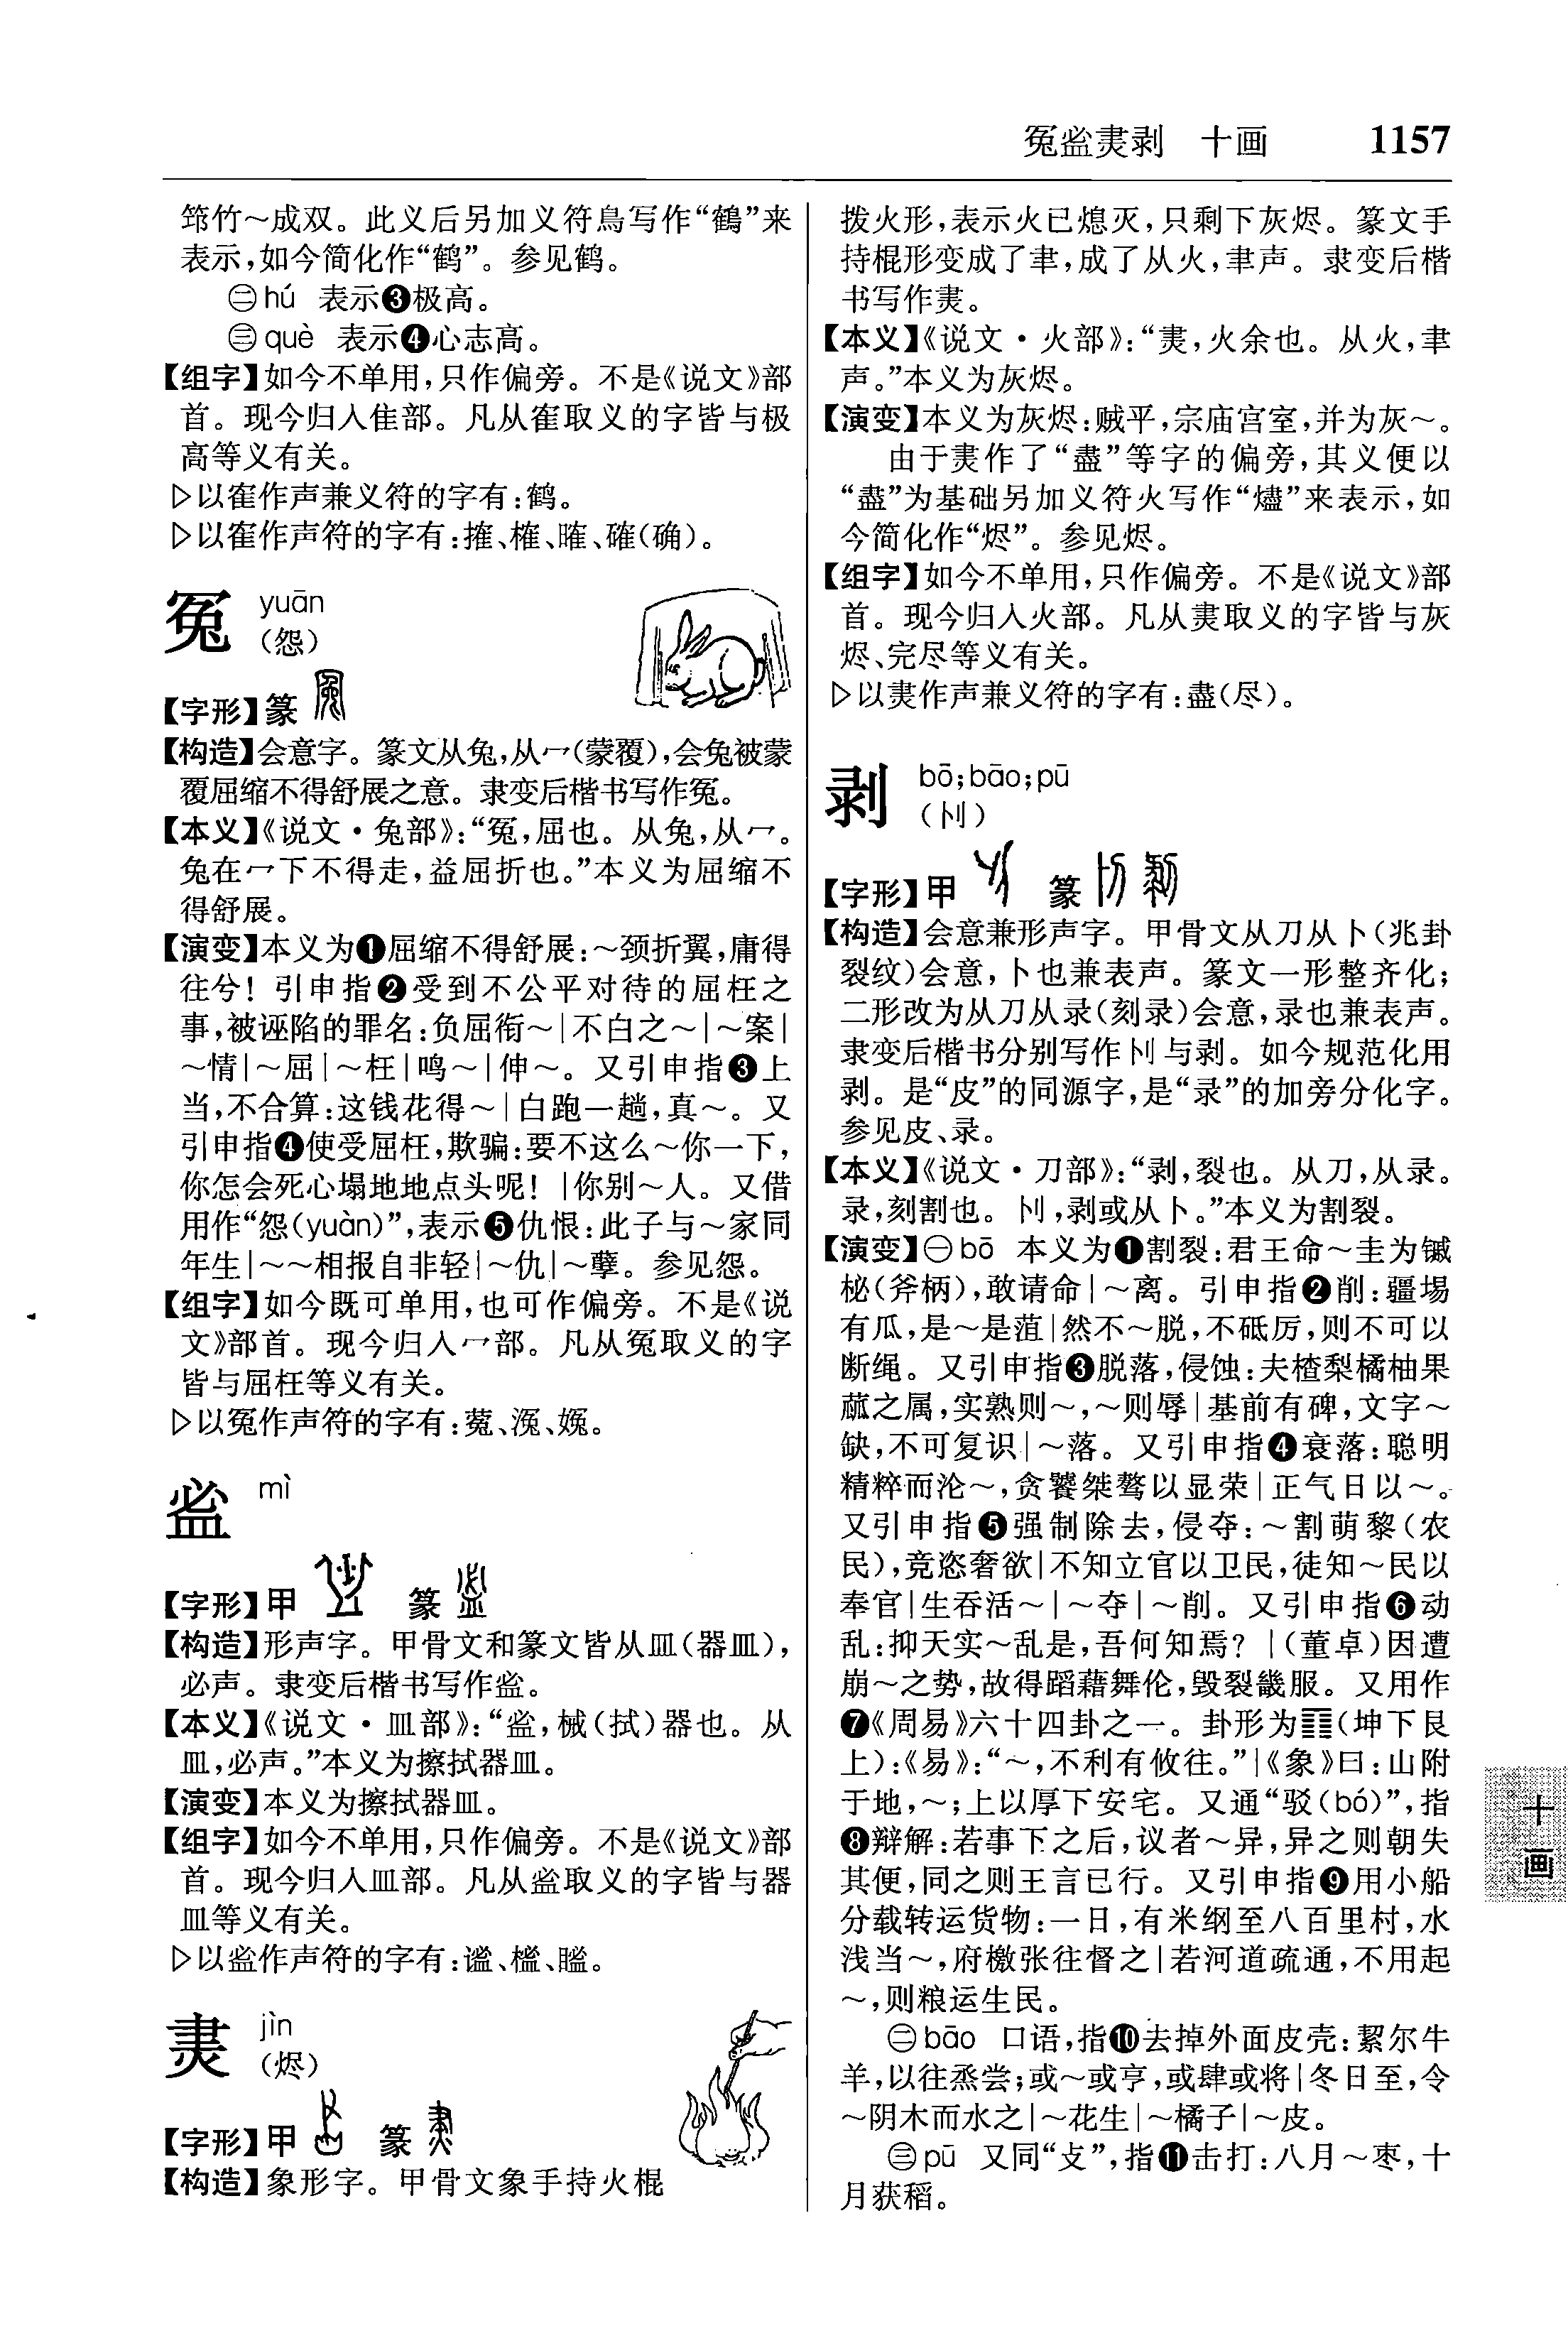 冤盌𦘔剥 十画 1157
筇竹～成双。此义后另加义符鳥写作“鶴”来
表示,如今简化作“鹤”。参见鹤。
㊁hú 表示❸极高。
㊂què 表示❹心志高。
【组字】如今不单用,只作偏旁。不是《说文》部
首。现今归入隹部。凡从隺取义的字皆与极
高等义有关。
▷以隺作声兼义符的字有:鹤。
▷以隺作声符的字有:搉、榷、㿥、確(确)。
冤 yuān
(怨)
【字形】篆
【构造】会意字。篆文从兔,从冖(蒙覆),会兔被蒙
覆屈缩不得舒展之意。隶变后楷书写作冤。
【本义】《说文·兔部》:“冤,屈也。从兔,从冖。
兔在冖下不得走,益屈折也。”本义为屈缩不
得舒展。
【演变】本义为❶屈缩不得舒展:～颈折翼,庸得
往兮！引申指❷受到不公平对待的屈枉之
事,被诬陷的罪名:负屈衔～|不白之～|～案|
～情|～屈|～枉|鸣～|伸～。又引申指❸上
当,不合算:这钱花得～|白跑一趟,真～。又
引申指❹使受屈枉,欺骗:要不这么～你一下,
你怎会死心塌地地点头呢！|你别～人。又借
用作“怨(yuàn)”,表示❺仇恨:此子与～家同
年生|～～相报自非轻|～仇|～孽。参见怨。
【组字】如今既可单用,也可作偏旁。不是《说
文》部首。现今归入冖部。凡从冤取义的字
皆与屈枉等义有关。
▷以冤作声符的字有:蒬、㴪、嬽。
盗 mì
【字形】甲 篆
【构造】形声字。甲骨文和篆文皆从皿(器皿),
必声。隶变后楷书写作䀄。
【本义】《说文·皿部》:“䀄,械(拭)器也。从
皿,必声。”本义为擦拭器皿。
【演变】本义为擦拭器皿。
【组字】如今不单用,只作偏旁。不是《说文》部
首。现今归入皿部。凡从䀄取义的字皆与器
皿等义有关。
▷以䀄作声符的字有:谧、榓、䁇。
𦘔 jìn
(烬)
【字形】甲 篆
【构造】象形字。甲骨文象手持火棍
拨火形,表示火已熄灭,只剩下灰烬。篆文手
持棍形变成了聿,成了从火,聿声。隶变后楷
书写作𦘔。
【本义】《说文·火部》:“𦘔,火余也。从火,聿
声。”本义为灰烬。
【演变】本义为灰烬:贼平,宗庙宫室,并为灰～。
由于𦘔作了“盡”等字的偏旁,其义便以
“盡”为基础另加义符火写作“燼”来表示,如
今简化作“烬”。参见烬。
【组字】如今不单用,只作偏旁。不是《说文》部
首。现今归入火部。凡从𦘔取义的字皆与灰
烬、完尽等义有关。
▷以𦘔作声兼义符的字有:盡(尽)。
剥 bō;bāo;pū
(刂)
【字形】甲 篆
【构造】会意兼形声字。甲骨文从刀从卜(兆卦
裂纹)会意,卜也兼表声。篆文一形整齐化;
二形改为从刀从录(刻录)会意,录也兼表声。
隶变后楷书分别写作卟与剥。如今规范化用
剥。是“皮”的同源字,是“录”的加旁分化字。
参见皮、录。
【本义】《说文·刀部》:“剥,裂也。从刀,从录。
录,刻割也。𠚯,剥或从卜。”本义为割裂。
【演变】㊀bō 本义为❶割裂:君王命～圭为鏚
柲(斧柄),敢请命|～离。引申指❷削:疆埸
有瓜,是～是菹|然不～脱,不砥厉,则不可以
断绳。又引申指❸脱落,侵蚀:夫楂梨橘柚果
蓏之属,实熟则～,～则辱|基前有碑,文字～
缺,不可复识|～落。又引申指❹衰落:聪明
精粹而沦～,贪饕桀骜以显荣|正气日以～。
又引申指❺强制除去,侵夺:～割萌黎(农
民),竞恣奢欲|不知立官以卫民,徒知～民以
奉官|生吞活～|～夺|～削。又引申指❻动
乱:抑天实～乱是,吾何知焉？|(董卓)因遭
崩～之势,故得蹈藉舞伦,毁裂畿服。又用作
❼《周易》六十四卦之一。卦形为䷖(坤下艮
上):《易》:“～,不利有攸往。”|《象》曰:山附
于地,～;上以厚下安宅。又通“驳(bó)”,指
❽辩解:若事下之后,议者～异,异之则朝失
其便,同之则王言已行。又引申指❾用小船
分载转运货物:一日,有米纲至八百里村,水
浅当～,府檄张往督之|若河道疏通,不用起
～,则粮运生民。
㊁bāo 口语,指❿去掉外面皮壳:絜尔牛
羊,以往烝尝;或～或亨,或肆或将|冬日至,令
～阴木而水之|～花生|～橘子|～皮。
㊂pū 又同“攴”,指⓫击打:八月～枣,十
月获稻。
十画